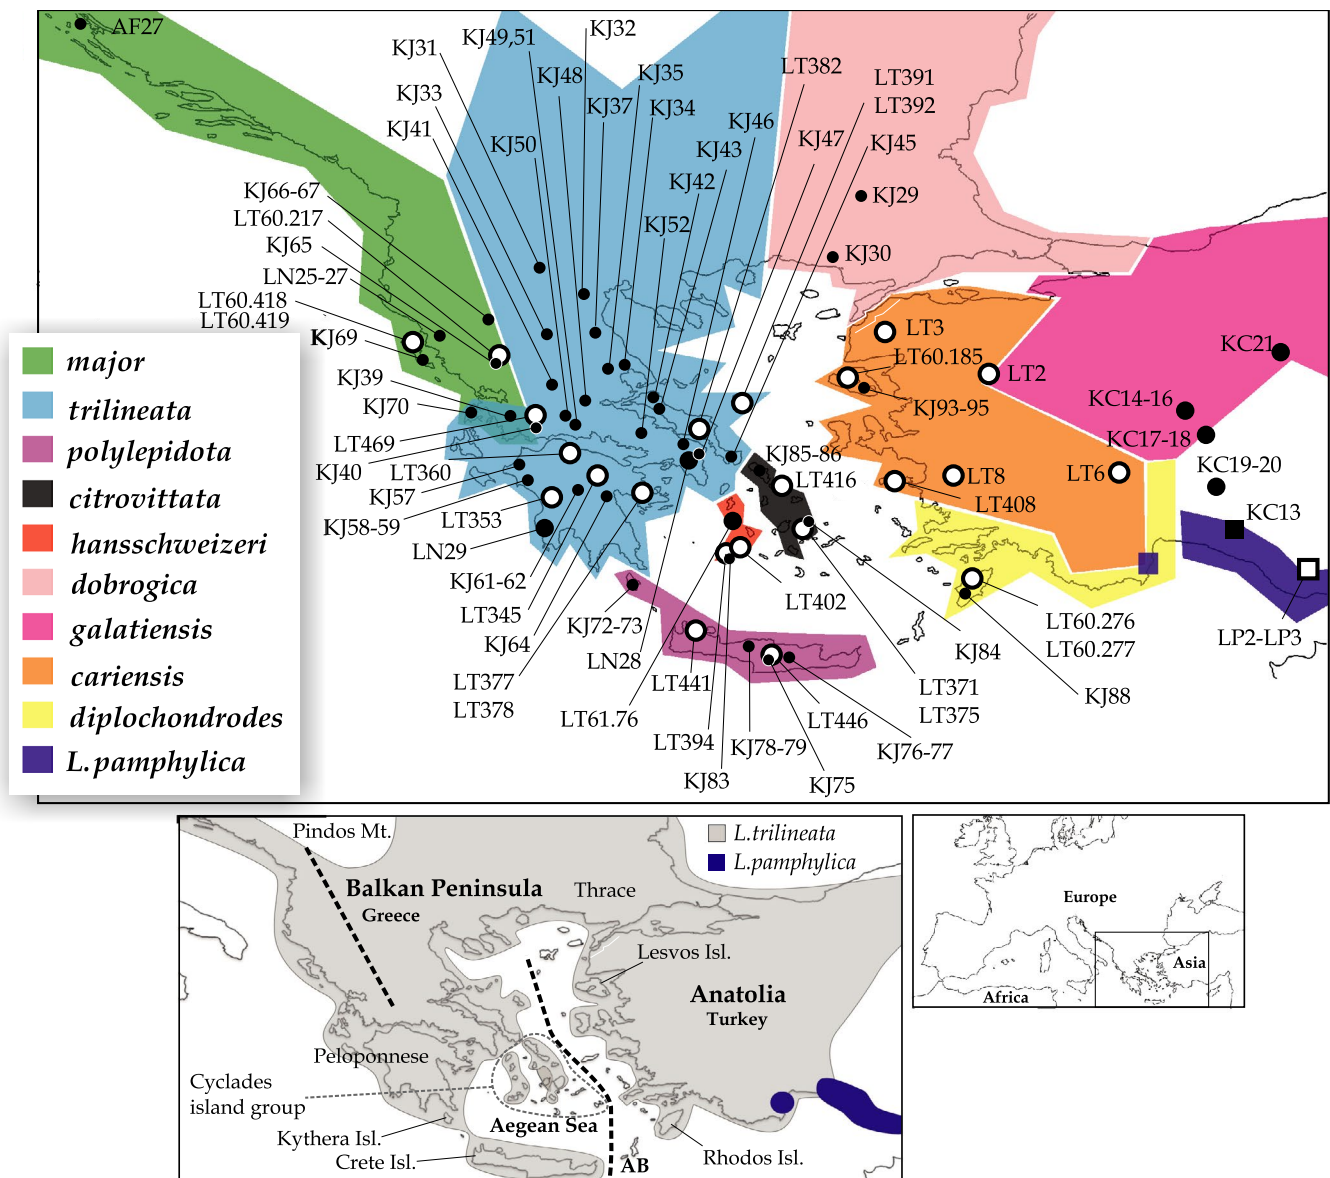 AF27
KJ31
KJ49,51
KJ32
KJ33
KJ48
KJ35
KJ41
KJ37
KJ34
LT382
LT391
LT392
KJ50
KJ46
KJ47
KJ45
KJ43
KJ42
KJ52
KJ29
KJ30
KJ66-67
LT60.217
KJ65
LN25-27
LT60.418
LT60.419
KJ69
KJ39
KJ70
LT469
KJ40
LT360
KJ57
KJ58-59
LT353
LN29
KJ61-62
LT345
KJ64
LT377
LT378
LN28
LT61.76
KJ72-73
LT441
LT394
KJ83
KJ78-79
LT446
KJ75
KJ76-77
LT402
KJ85-86
LT416
LT371
LT375
KJ84
KJ88
LT60.276
LT60.277
LT3
LT60.185
KJ93-95
LT2
LT8
LT408
LT6
KC21
KC14-16
KC17-18
KC19-20
KC13
LP2-LP3
major
trilineata
polylepidota
citrovittata
hansschweizeri
dobrogica
galatiensis
cariensis
diplochondrodes
L.pamphylica
Pindos Mt.
L.trilineata
L.pamphylica
Balkan Peninsula
Greece
Thrace
Lesvos Isl.
Anatolia
Turkey
Peloponnese
Cyclades
island group
Aegean Sea
Kythera Isl.
Crete Isl.
AB
Rhodos Isl.
Europe
Asia
Africa